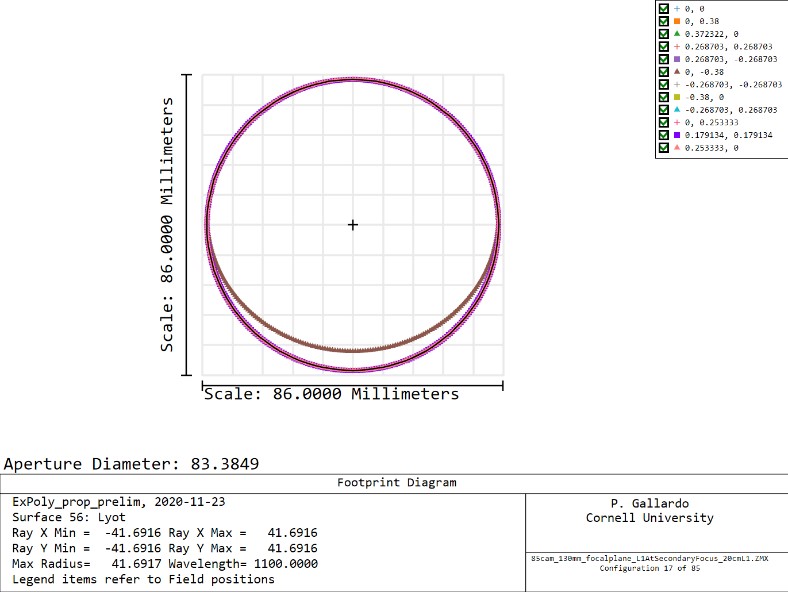 0, 0
0, 0.38
0.372322, 0
0.268703, 0.268703
0.268703, -0.268703
0, -0.38
-0.268703, -0.268703
-0.38, 0
-0.268703, 0.268703
0, 0.253333
0.179134, 0.179134
0.253333, 0
Scale: 86.0000 Millimeters
Scale: 86.0000 Millimeters
Aperture Diameter: 83.3849
Footprint Diagram
ExPoly_prop_prelim, 2020-11-23
Surface 56: Lyot
Ray X Min = -41.6916 Ray X Max = 41.6916
Ray Y Min = -41.6916 Ray Y Max = 41.6916
Max Radius= 41.6917 Wavelength= 1100.0000
Legend items refer to Field positions
P. Gallardo
Cornell University
85cam_130mm_focalplane_L1AtSecondaryFocus_20cmL1.ZMX
Configuration 17 of 85